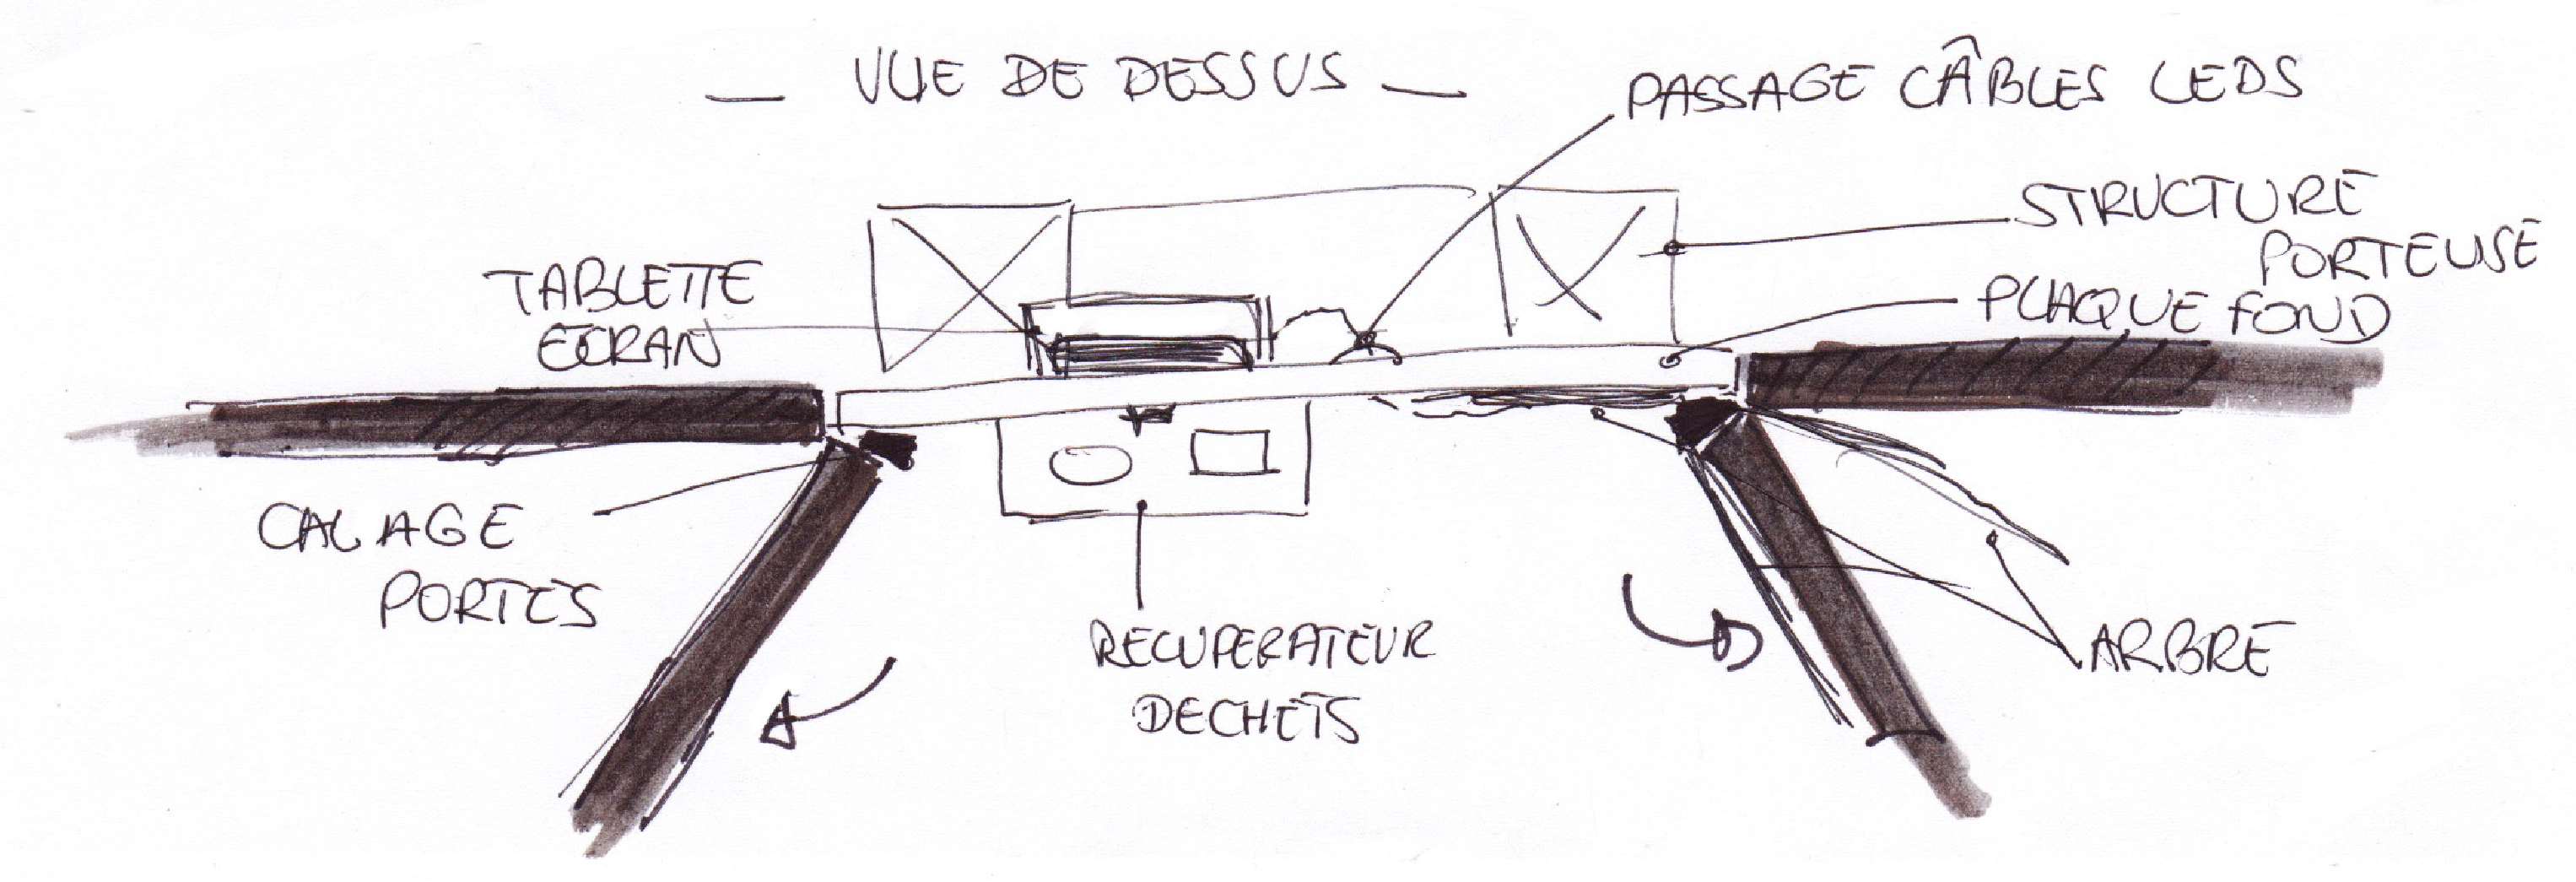 — VUE DE DESSUS —
PASSAGE CÂBLES LEDS
STRUCTURE
PORTEUSE
TABLETTE
ECRAN
PLAQUE FOND
CALAGE
PORTES
RECUPERATEUR
DECHETS
ARBRE